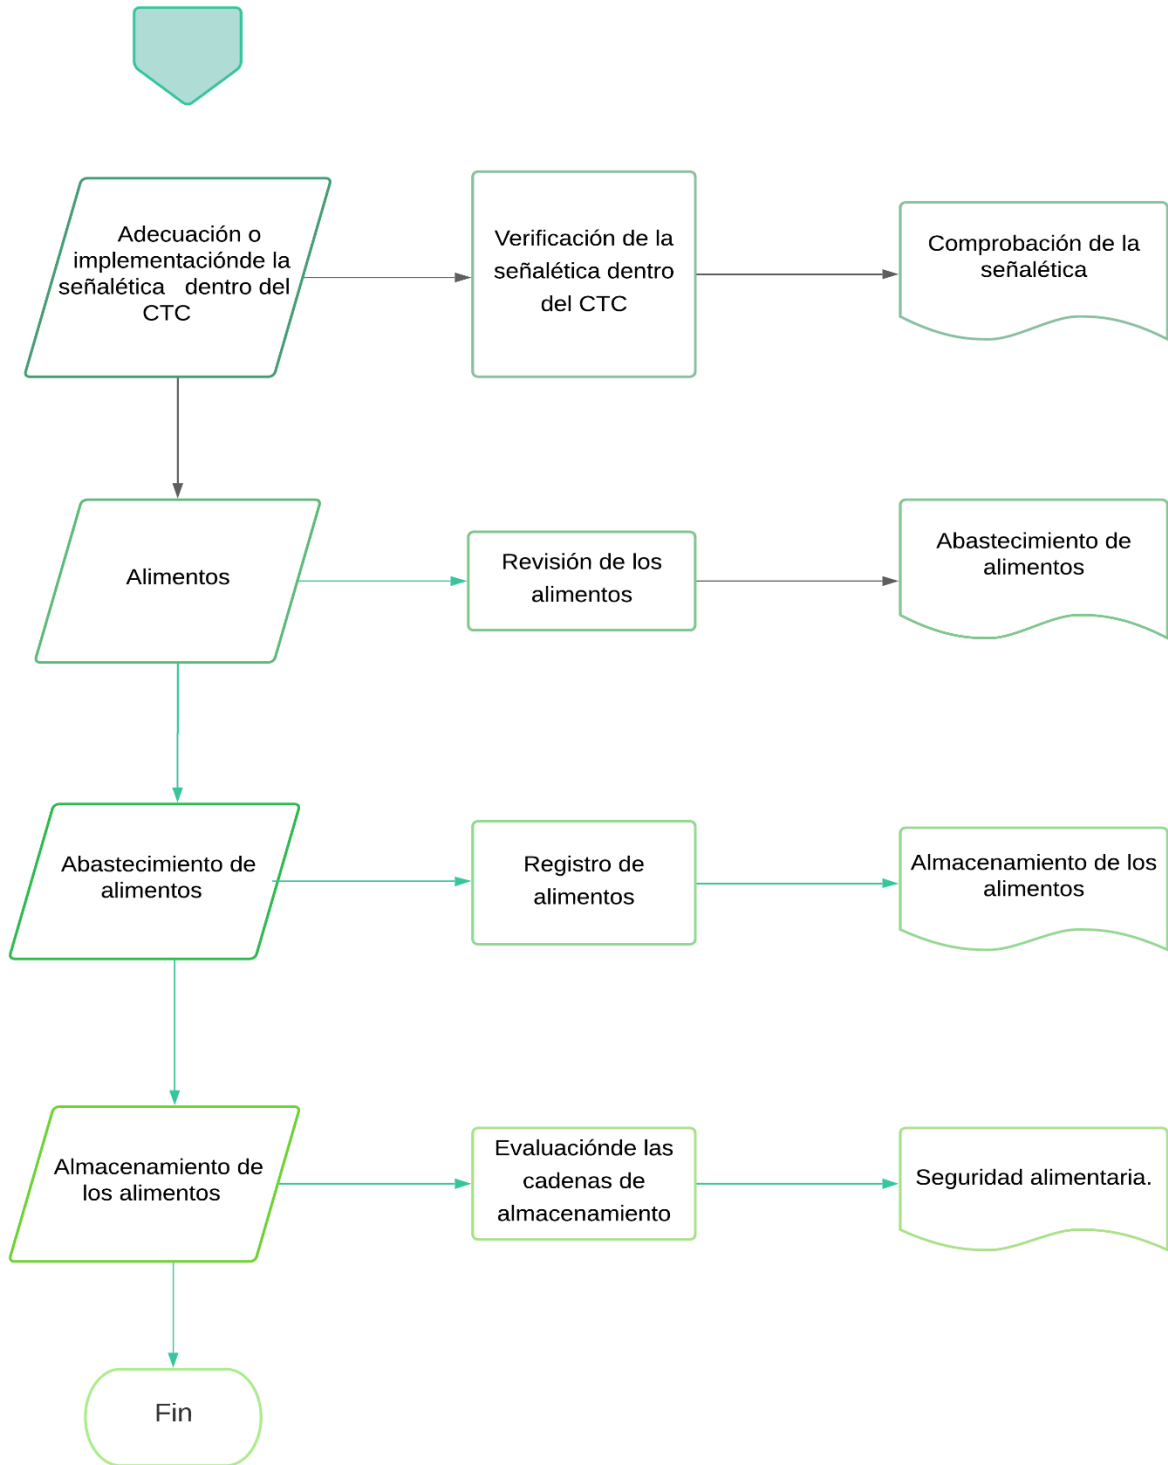 Adecuación o
implementaciónde la
señalética dentro del
CTC
Verificación de la
señalética dentro
del CTC
Comprobación de la
señalética
Alimentos
Revisión de los
alimentos
Abastecimiento de
alimentos
Abastecimiento de
alimentos
Registro de
alimentos
Almacenamiento de los
alimentos
Almacenamiento de
los alimentos
Evaluaciónde las
cadenas de
almacenamiento
Seguridad alimentaria.
Fin